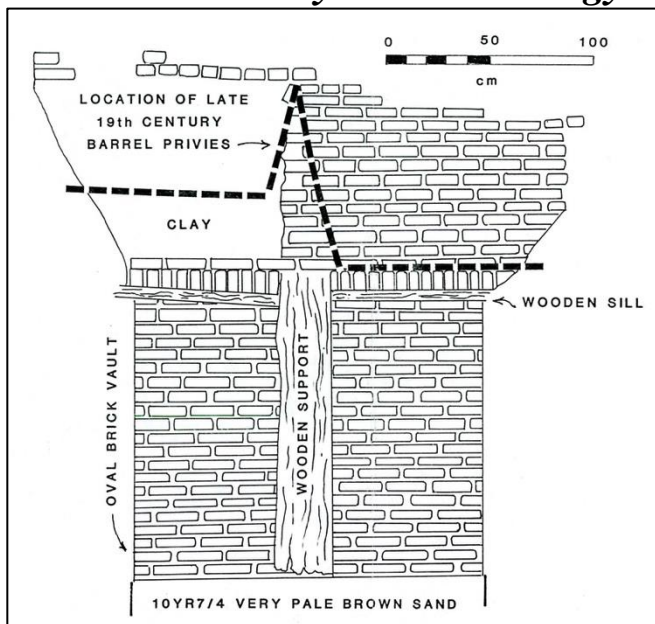 0 50 100
cm
LOCATION OF LATE
19th CENTURY
BARREL PRIVIES
CLAY
WOODEN SILL
OVAL BRICK VAULT
WOODEN SUPPORT
10YR7/4 VERY PALE BROWN SAND